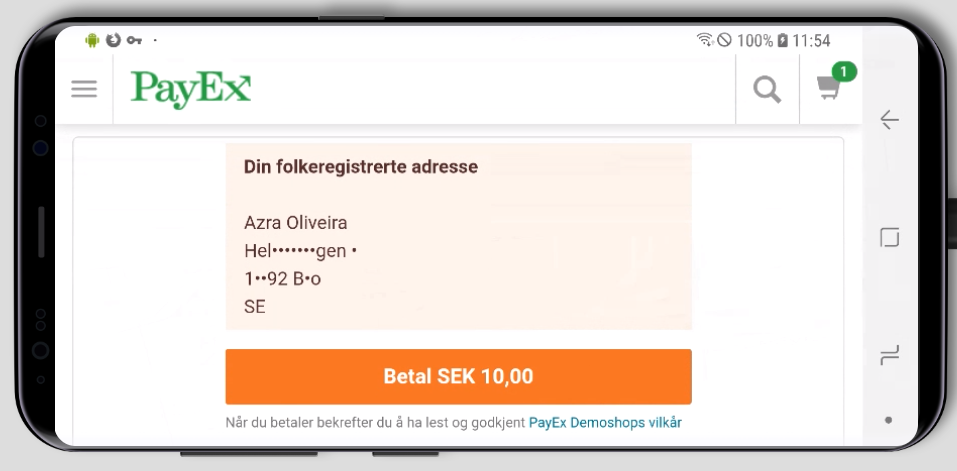 100% 11:54
PayEx
1
Din folkeregistrerte adresse
Azra Oliveira
Hel•••••••gen •
1••92 B•o
SE
Betal SEK 10,00
Når du betaler bekrefter du å ha lest og godkjent PayEx Demoshops vilkår